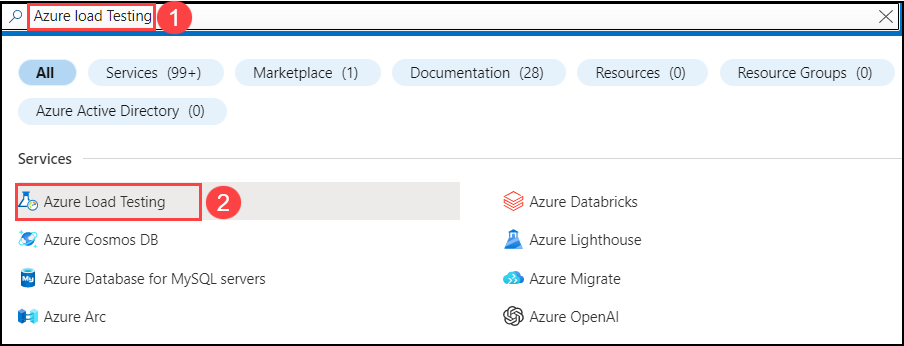 Azure load Testing 1
All Services (99+) Marketplace (1) Documentation (28) Resources (0) Resource Groups (0)
Azure Active Directory (0)
Services
Azure Load Testing 2 Azure Databricks
Azure Cosmos DB Azure Lighthouse
My Azure Database for MySQL servers Azure Migrate
Azure Arc Azure OpenAI